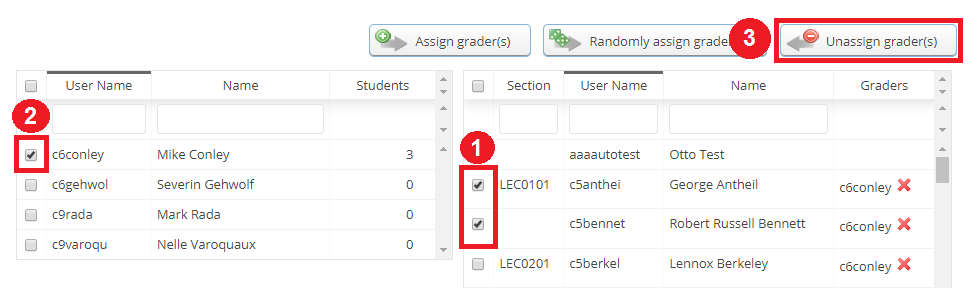 Assign grader(s)
Randomly assign grade
3
Unassign grader(s)
User Name Name Students
2
c6conley Mike Conley 3
c6gehwol Severin Gehwolf 0
c9rada Mark Rada 0
c9varoqu Nelle Varoquaux 0
Section User Name Name Graders
1
aaaautotest Otto Test
LEC0101 c5anthei George Antheil c6conley
c5bennet Robert Russell Bennett c6conley
LEC0201 c5berkel Lennox Berkeley c6conley